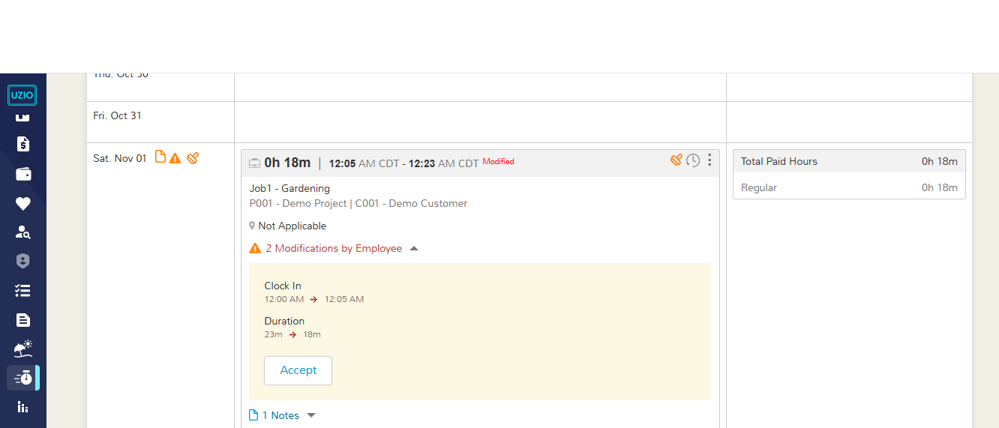 Thu. Oct 30
UZIO
Fri. Oct 31
Sat. Nov 01
0h 18m | 12:05 AM CDT - 12:23 AM CDT Modified
Total Paid Hours 0h 18m
Job1 - Gardening
Regular 0h 18m
P001 - Demo Project | C001 - Demo Customer
Not Applicable
2 Modifications by Employee
Clock In
12:00 AM → 12:05 AM
Duration
23m → 18m
Accept
1 Notes